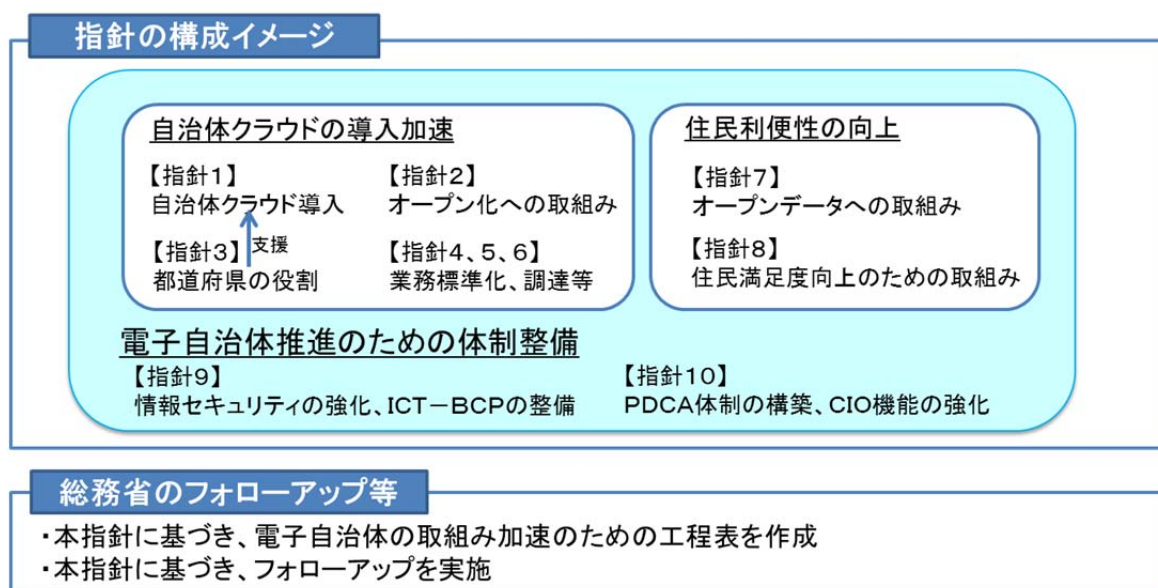 指針の構成イメージ
自治体クラウドの導入加速
【指針1】
自治体クラウド導入
【指針2】
オープン化への取組み
支援
【指針3】
都道府県の役割
【指針4、5、6】
業務標準化、調達等
住民利便性の向上
【指針7】
オープンデータへの取組み
【指針8】
住民満足度向上のための取組み
電子自治体推進のための体制整備
【指針9】
情報セキュリティの強化、ICT－BCPの整備
【指針10】
PDCA体制の構築、CIO機能の強化
総務省のフォローアップ等
・本指針に基づき、電子自治体の取組み加速のための工程表を作成
・本指針に基づき、フォローアップを実施